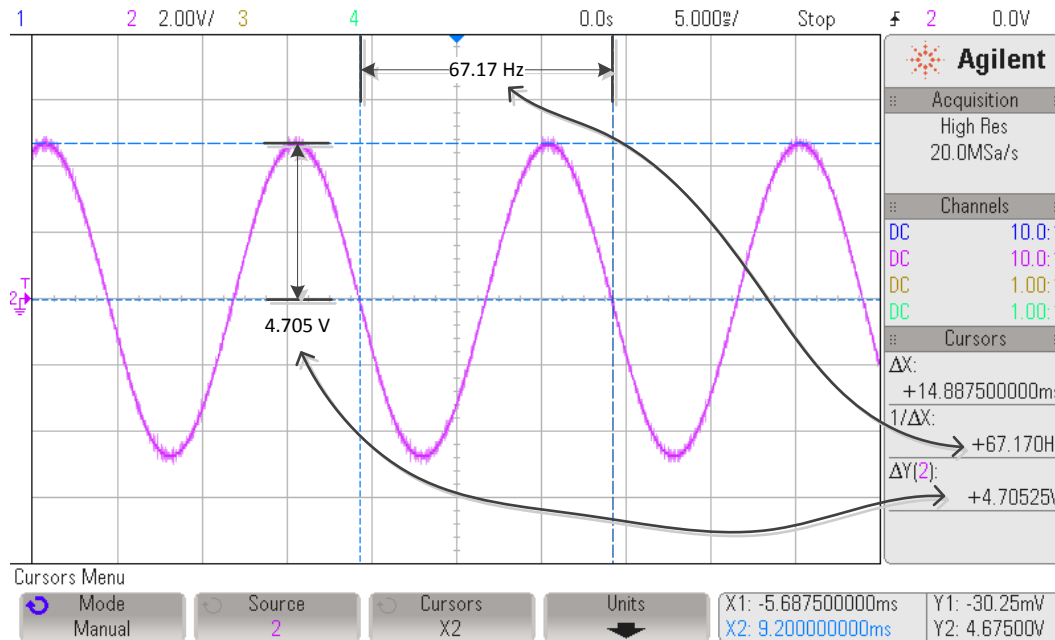 1 2 2.00V/ 3 4 0.0s 5.000ms/ Stop 2 0.0V
67.17 Hz
4.705 V
T
2
Agilent
Acquisition
High Res
20.0MSa/s
Channels
DC 10.0:
DC 10.0:
DC 1.00:
DC 1.00:
Cursors
ΔX:
+14.887500000ms
1/ΔX:
+67.170H
ΔY(2):
+4.70525V
Cursors Menu
Mode
Manual
Source
2
Cursors
X2
Units
X1: -5.687500000ms
X2: 9.200000000ms
Y1: -30.25mV
Y2: 4.67500V